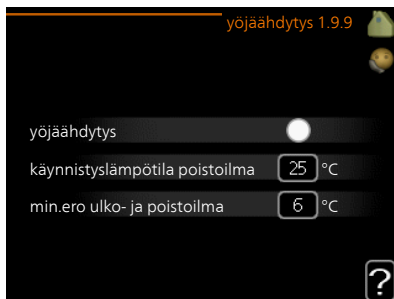 yöjäähdytys 1.9.9
yöjäähdytys
käynnistyslämpötila poistoilma 25 °C
min.ero ulko- ja poistoilma 6 °C
?